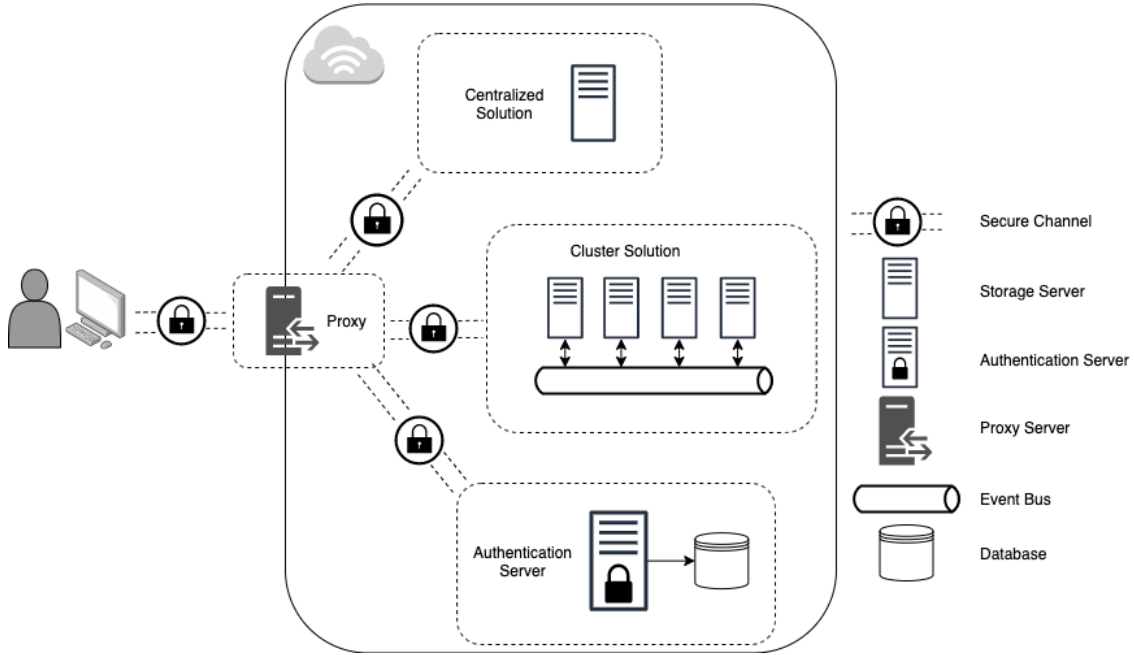 Centralized
Solution
Cluster Solution
Proxy
Authentication
Server
Secure Channel
Storage Server
Authentication Server
Proxy Server
Event Bus
Database